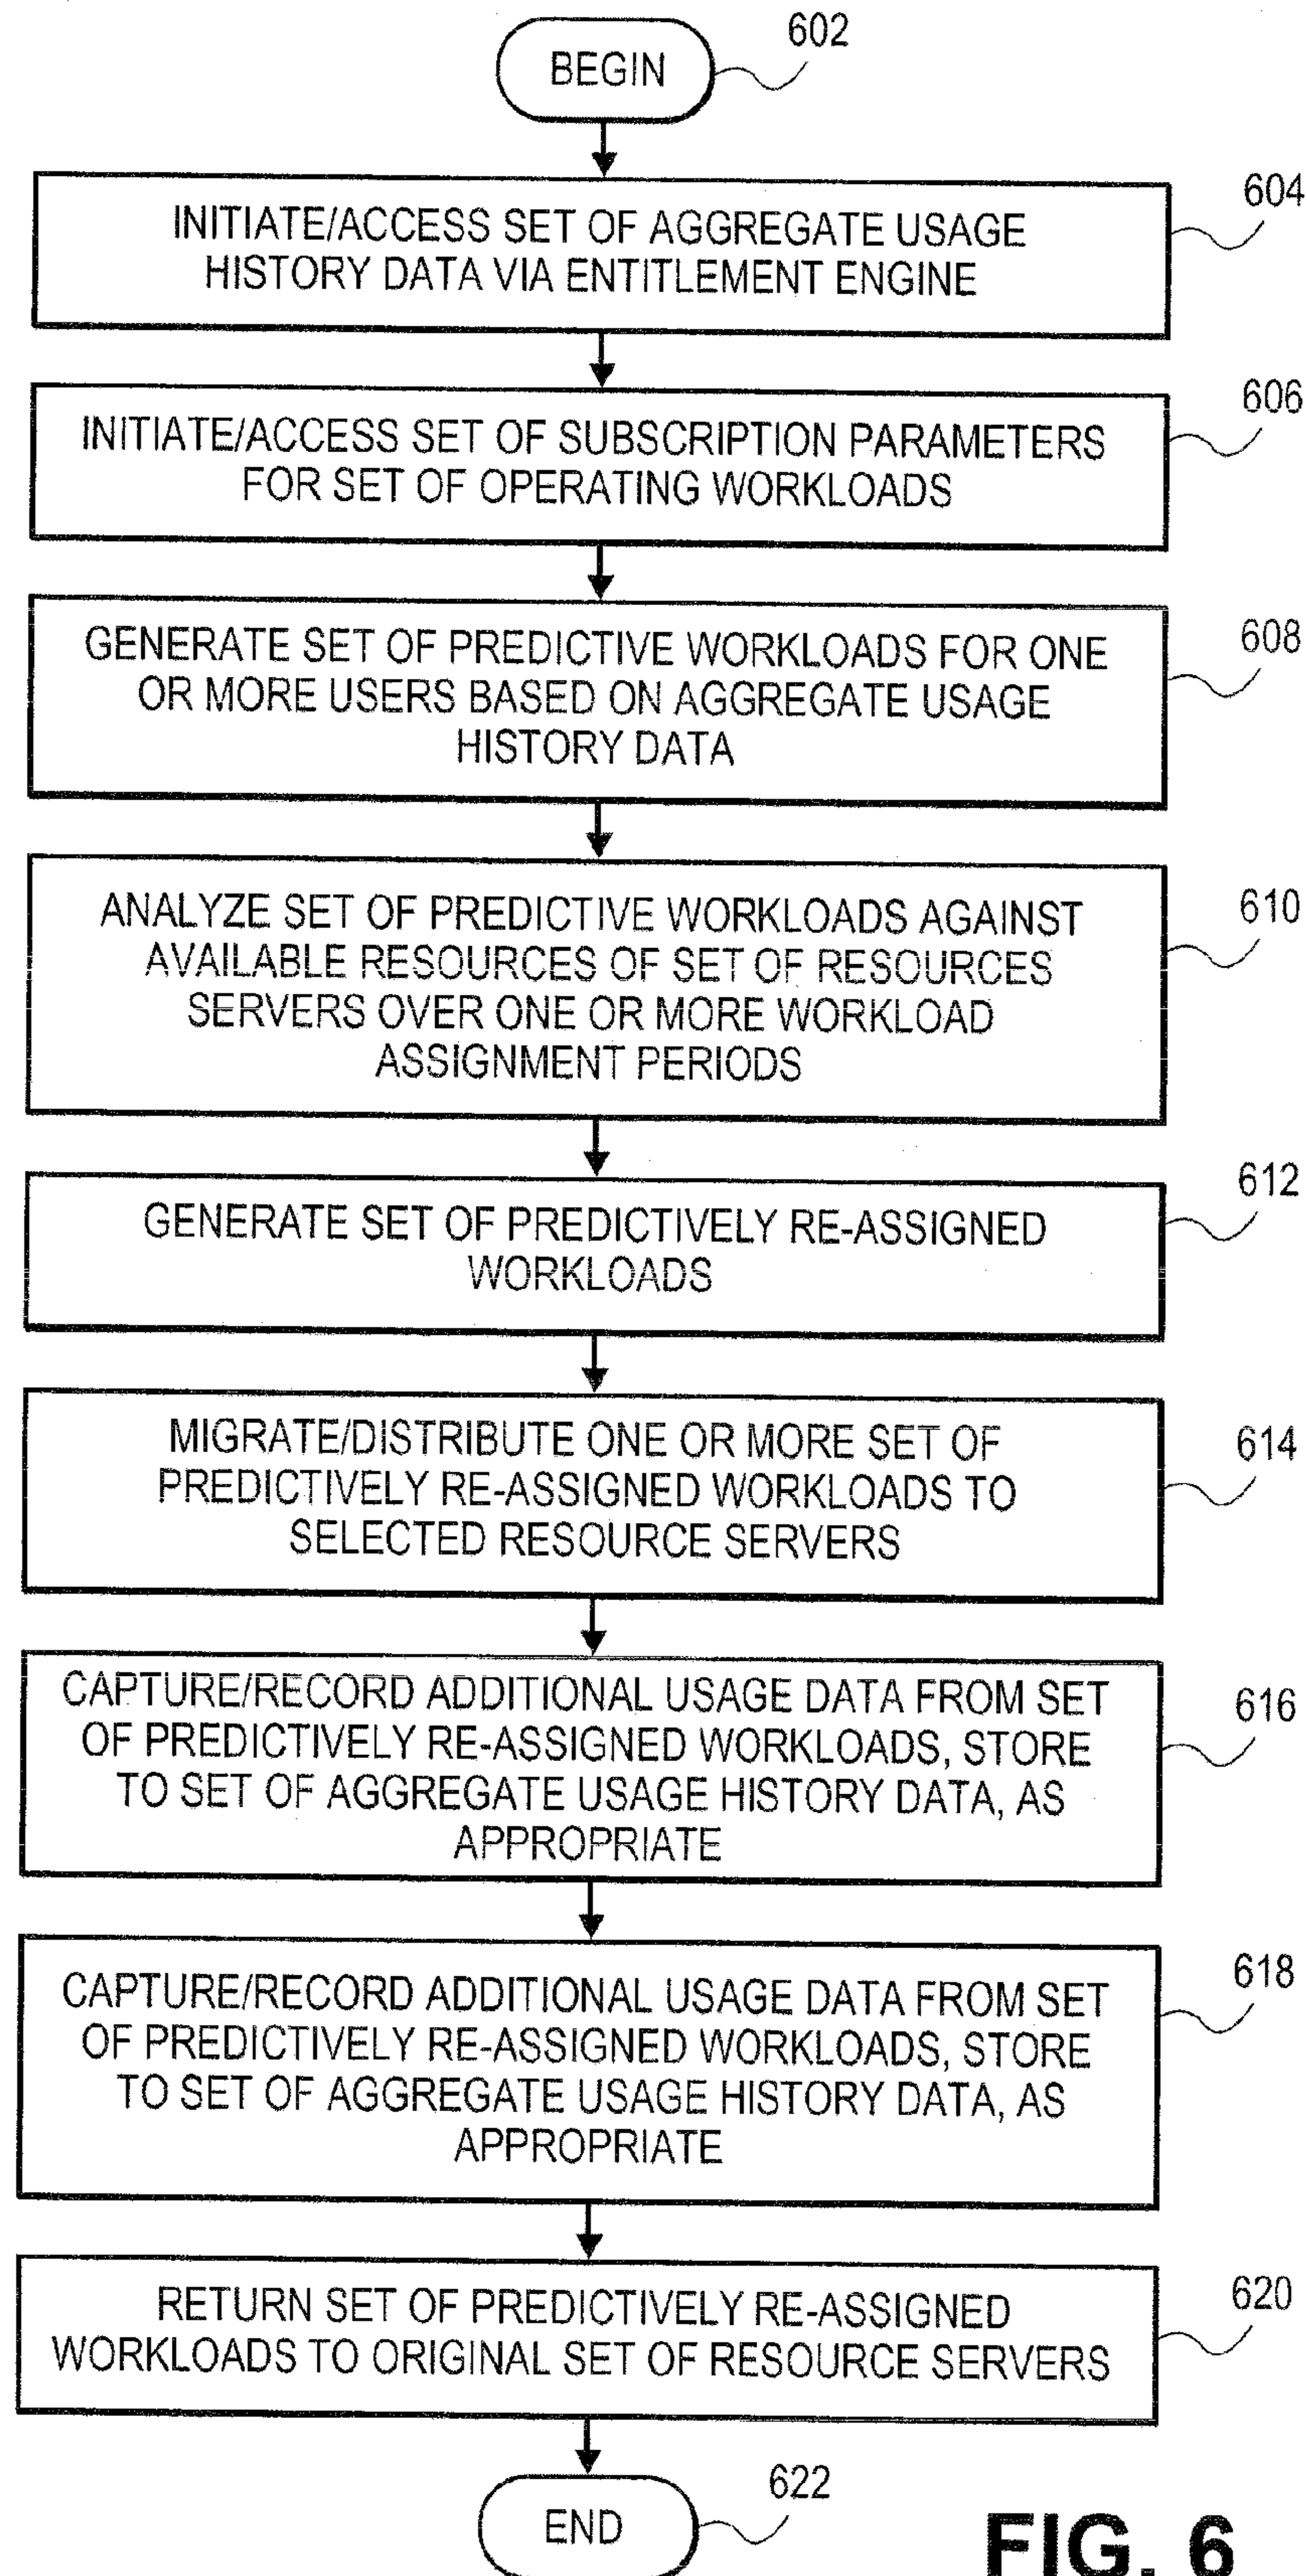 BEGIN
602
INITIATE/ACCESS SET OF AGGREGATE USAGE
HISTORY DATA VIA ENTITLEMENT ENGINE
604
INITIATE/ACCESS SET OF SUBSCRIPTION PARAMETERS
FOR SET OF OPERATING WORKLOADS
606
GENERATE SET OF PREDICTIVE WORKLOADS FOR ONE
OR MORE USERS BASED ON AGGREGATE USAGE
HISTORY DATA
608
ANALYZE SET OF PREDICTIVE WORKLOADS AGAINST
AVAILABLE RESOURCES OF SET OF RESOURCES
SERVERS OVER ONE OR MORE WORKLOAD
ASSIGNMENT PERIODS
610
GENERATE SET OF PREDICTIVELY RE-ASSIGNED
WORKLOADS
612
MIGRATE/DISTRIBUTE ONE OR MORE SET OF
PREDICTIVELY RE-ASSIGNED WORKLOADS TO
SELECTED RESOURCE SERVERS
614
CAPTURE/RECORD ADDITIONAL USAGE DATA FROM SET
OF PREDICTIVELY RE-ASSIGNED WORKLOADS, STORE
TO SET OF AGGREGATE USAGE HISTORY DATA, AS
APPROPRIATE
616
CAPTURE/RECORD ADDITIONAL USAGE DATA FROM SET
OF PREDICTIVELY RE-ASSIGNED WORKLOADS, STORE
TO SET OF AGGREGATE USAGE HISTORY DATA, AS
APPROPRIATE
618
RETURN SET OF PREDICTIVELY RE-ASSIGNED
WORKLOADS TO ORIGINAL SET OF RESOURCE SERVERS
620
END
622
FIG. 6